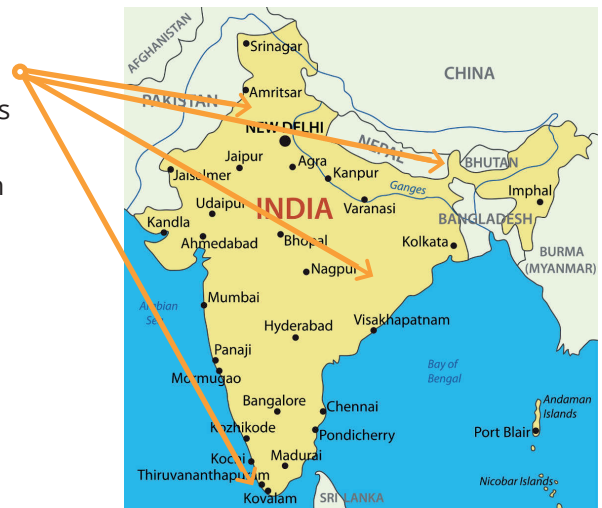 s
n
AFGHANISTAN
Srinagar
CHINA
PAKISTAN
Amritsar
NEW DELHI
NEPAL
BHUTAN
Jaipur
Agra
Jaisalmer
Kanpur
Ganges
Imphal
Udaipur
INDIA
Varanasi
BANGLADESH
Kandla
Ahmedabad
Bhopal
Kolkata
BURMA
(MYANMAR)
Nagpur
Arabian
Sea
Mumbai
Visakhapatnam
Hyderabad
Panaji
Bay of
Bengal
Mormugao
Bangalore
Chennai
Andaman
Islands
Kozhikode
Pondicherry
Port Blair
Kochi
Madurai
Thiruvananthapuram
Nicobar Islands
Kovalam
SRI LANKA